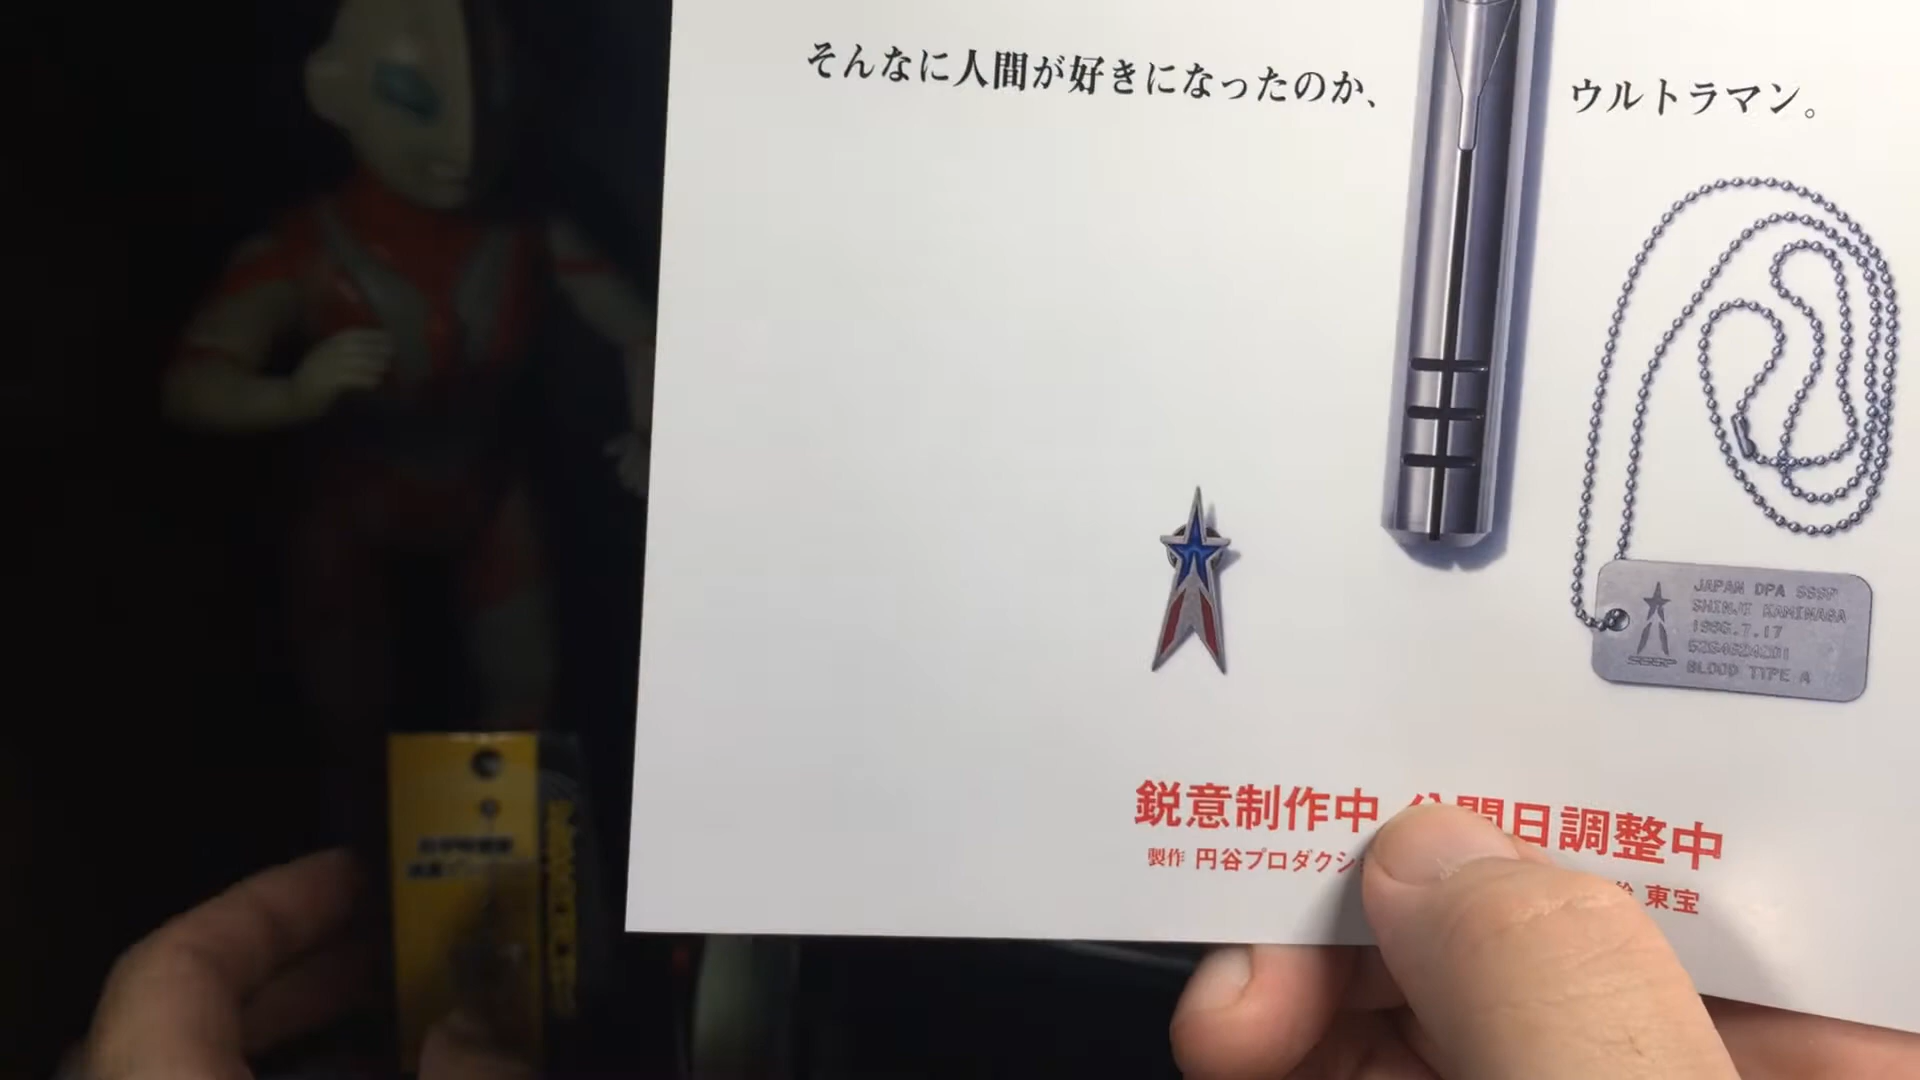 そんなに人間が好きになったのか、 ウルトラマン。
JAPAN DPA SSSP
SHINJI KAMINAGA
BLOOD TYPE A
SSSP
鋭意制作中 公開日調整中
製作 円谷プロダクシ 東宝